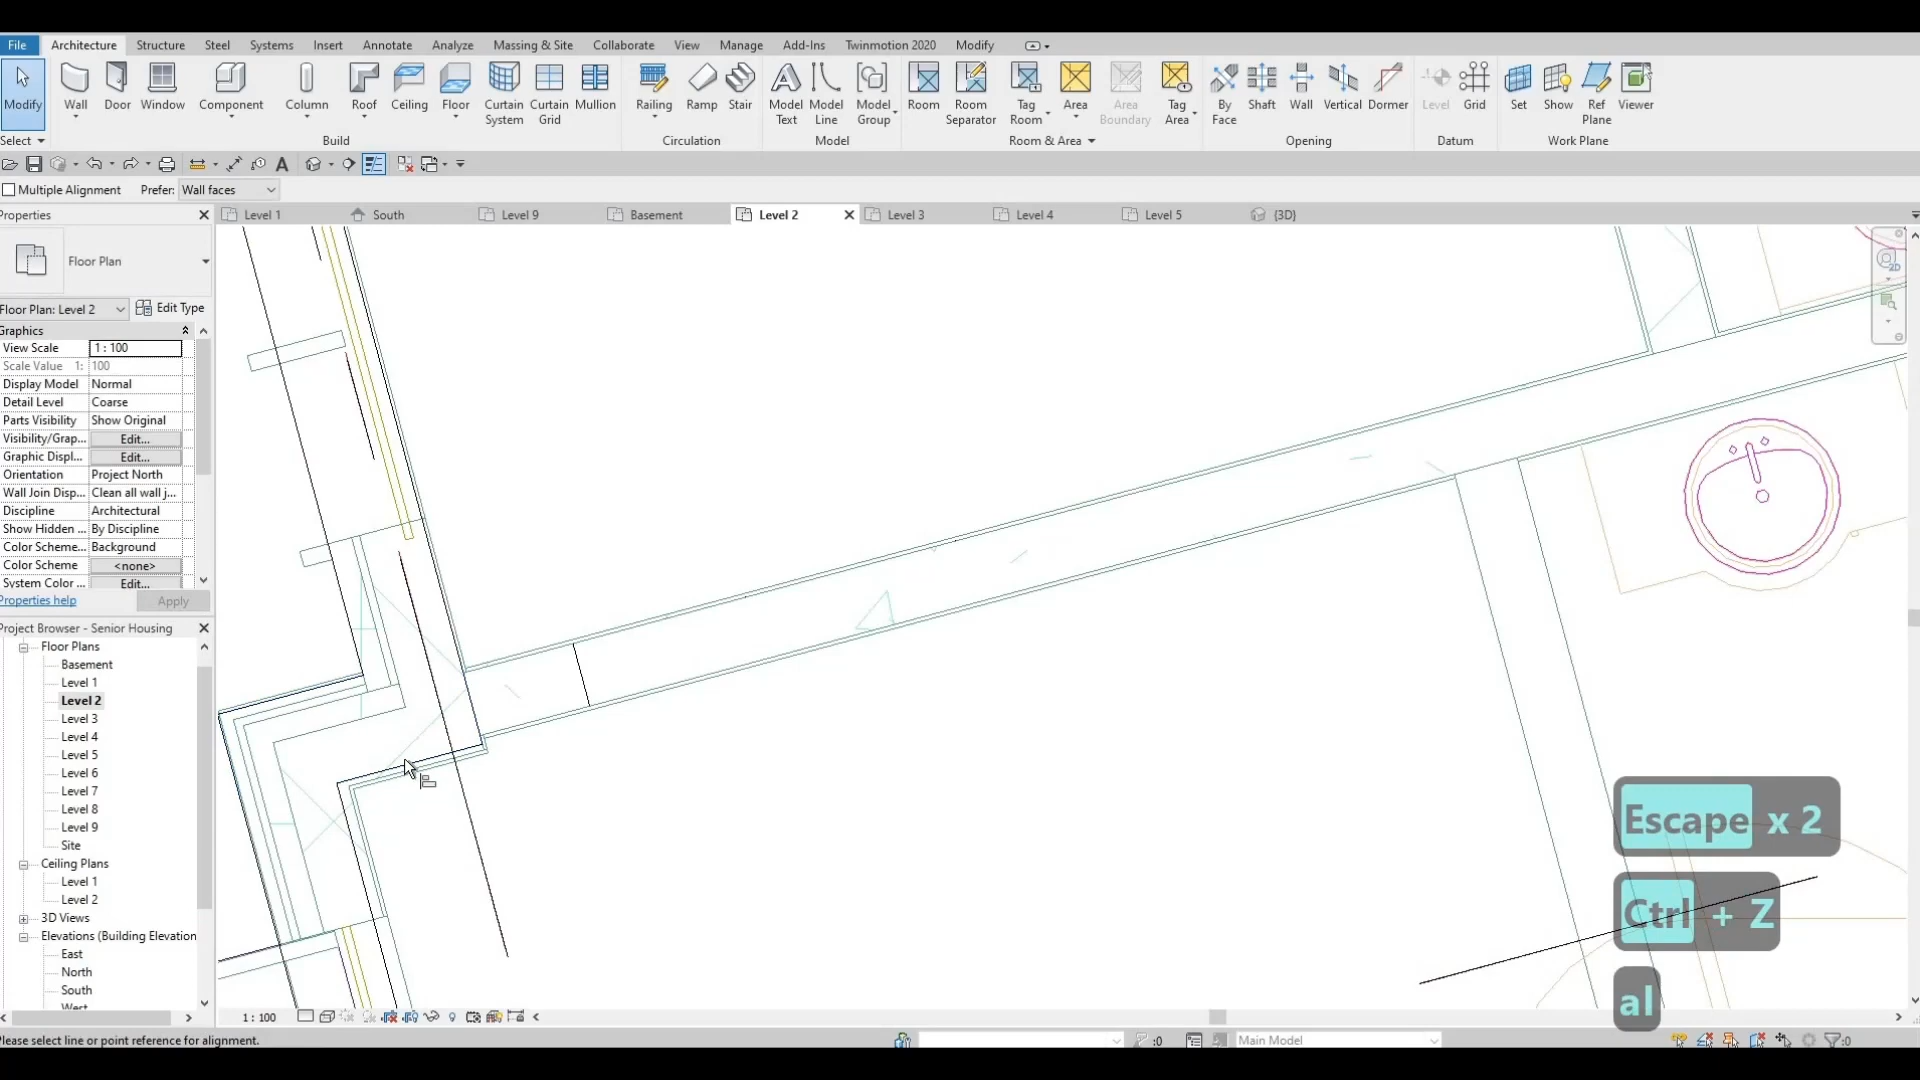 File Architecture Structure Steel Systems Insert Annotate Analyze Massing & Site Collaborate View Manage Add-Ins Twinmotion 2020 Modify
Modify Wall Door Window Component Column Roof Ceiling Floor Curtain System Curtain Grid Mullion Railing Ramp Stair Model Text Model Line Model Group Room Room Separator Tag Room Area Area Boundary Tag Area By Face Shaft Wall Vertical Dormer Level Grid Set Show Ref Plane Viewer
Select Build Circulation Model Room & Area Opening Datum Work Plane
Multiple Alignment Prefer: Wall faces
Properties
Level 1 South Level 9 Basement Level 2 Level 3 Level 4 Level 5 {3D}
Floor Plan
Floor Plan: Level 2 Edit Type
Graphics
View Scale 1 : 100
Scale Value 1: 100
Display Model Normal
Detail Level Coarse
Parts Visibility Show Original
Visibility/Grap... Edit...
Graphic Displ... Edit...
Orientation Project North
Wall Join Disp... Clean all wall j...
Discipline Architectural
Show Hidden ... By Discipline
Color Scheme... Background
Color Scheme <none>
System Color ... Edit...
Properties help Apply
Project Browser - Senior Housing
Floor Plans
Basement
Level 1
Level 2
Level 3
Level 4
Level 5
Level 6
Level 7
Level 8
Level 9
Site
Ceiling Plans
Level 1
Level 2
3D Views
Elevations (Building Elevation
East
North
South
West
2D
Escape x 2
Ctrl + Z
al
1 : 100
Please select line or point reference for alignment.
:0 Main Model :0